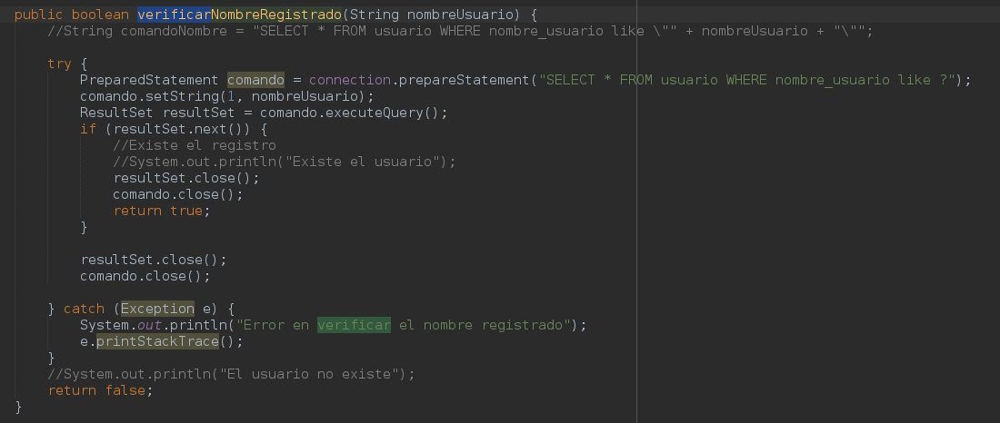 public boolean verificarNombreRegistrado(String nombreUsuario) {
    //String comandoNombre = "SELECT * FROM usuario WHERE nombre_usuario like \"" + nombreUsuario + "\"";

    try {
        PreparedStatement comando = connection.prepareStatement("SELECT * FROM usuario WHERE nombre_usuario like ?");
        comando.setString(1, nombreUsuario);
        ResultSet resultSet = comando.executeQuery();
        if (resultSet.next()) {
            //Existe el registro
            //System.out.println("Existe el usuario");
            resultSet.close();
            comando.close();
            return true;
        }

        resultSet.close();
        comando.close();

    } catch (Exception e) {
        System.out.println("Error en verificar el nombre registrado");
        e.printStackTrace();
    }
    //System.out.println("El usuario no existe");
    return false;
}